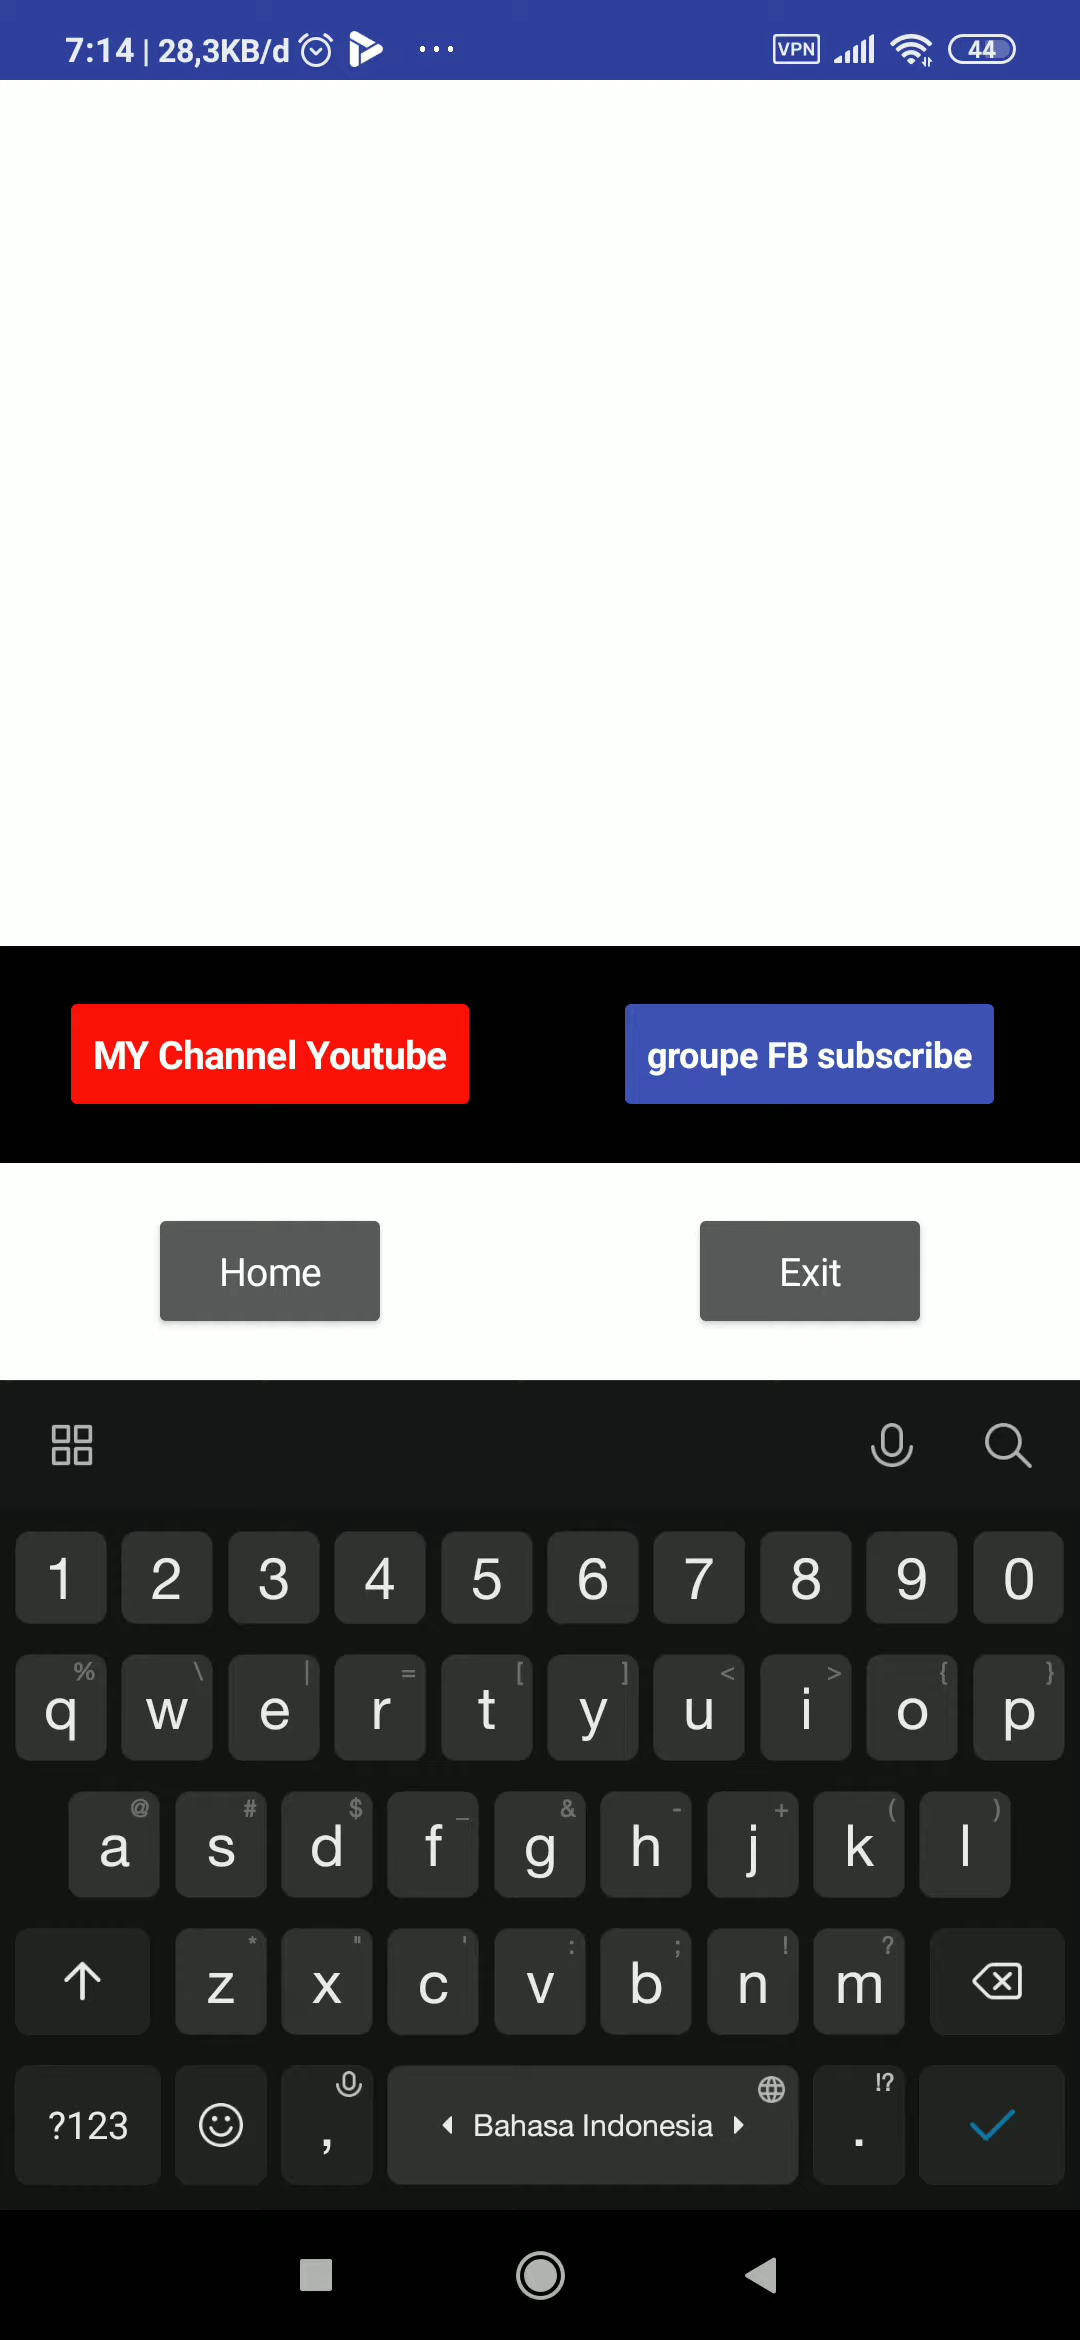 7:14 | 28,3KB/d ... VPN 44
MY Channel Youtube groupe FB subscribe
Home Exit
1 2 3 4 5 6 7 8 9 0
% \ | = [ ] < > { }
q w e r t y u i o p
@ # $ _ & - + ( )
a s d f g h j k l
* " ' : ; ! ?
z x c v b n m
!?
?123 , Bahasa Indonesia .